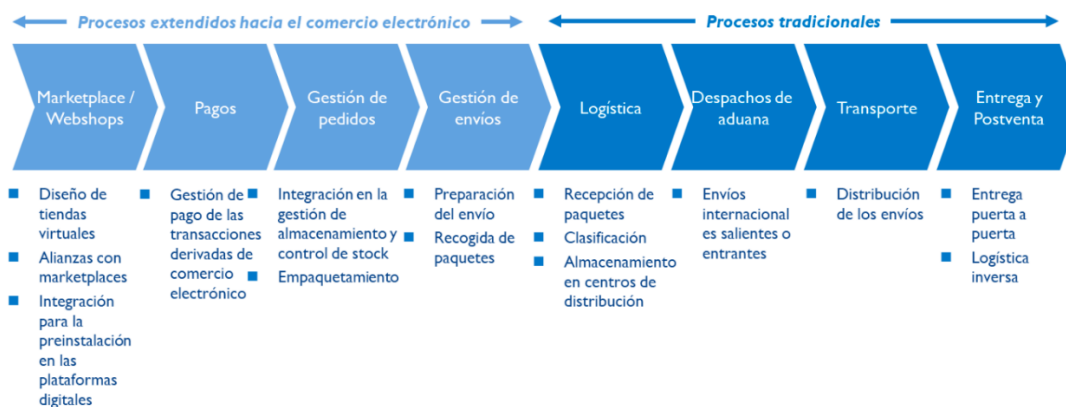 Procesos extendidos hacia el comercio electrónico
Procesos tradicionales
Marketplace /
Webshops
Pagos
Gestión de
pedidos
Gestión de
envíos
Logística
Despachos de
aduana
Transporte
Entrega y
Postventa
Diseño de
tiendas
virtuales
Alianzas con
marketplaces
Integración
para la
preinstalación
en las
plataformas
digitales
Gestión de
pago de las
transacciones
derivadas de
comercio
electrónico
Integración en la
gestión de
almacenamiento y
control de stock
Empaquetamiento
Preparación
del envío
Recogida de
paquetes
Recepción de
paquetes
Clasificación
Almacenamiento
en centros de
distribución
Envíos
internacional
es salientes o
entrantes
Distribución
de los envíos
Entrega
puerta a
puerta
Logística
inversa